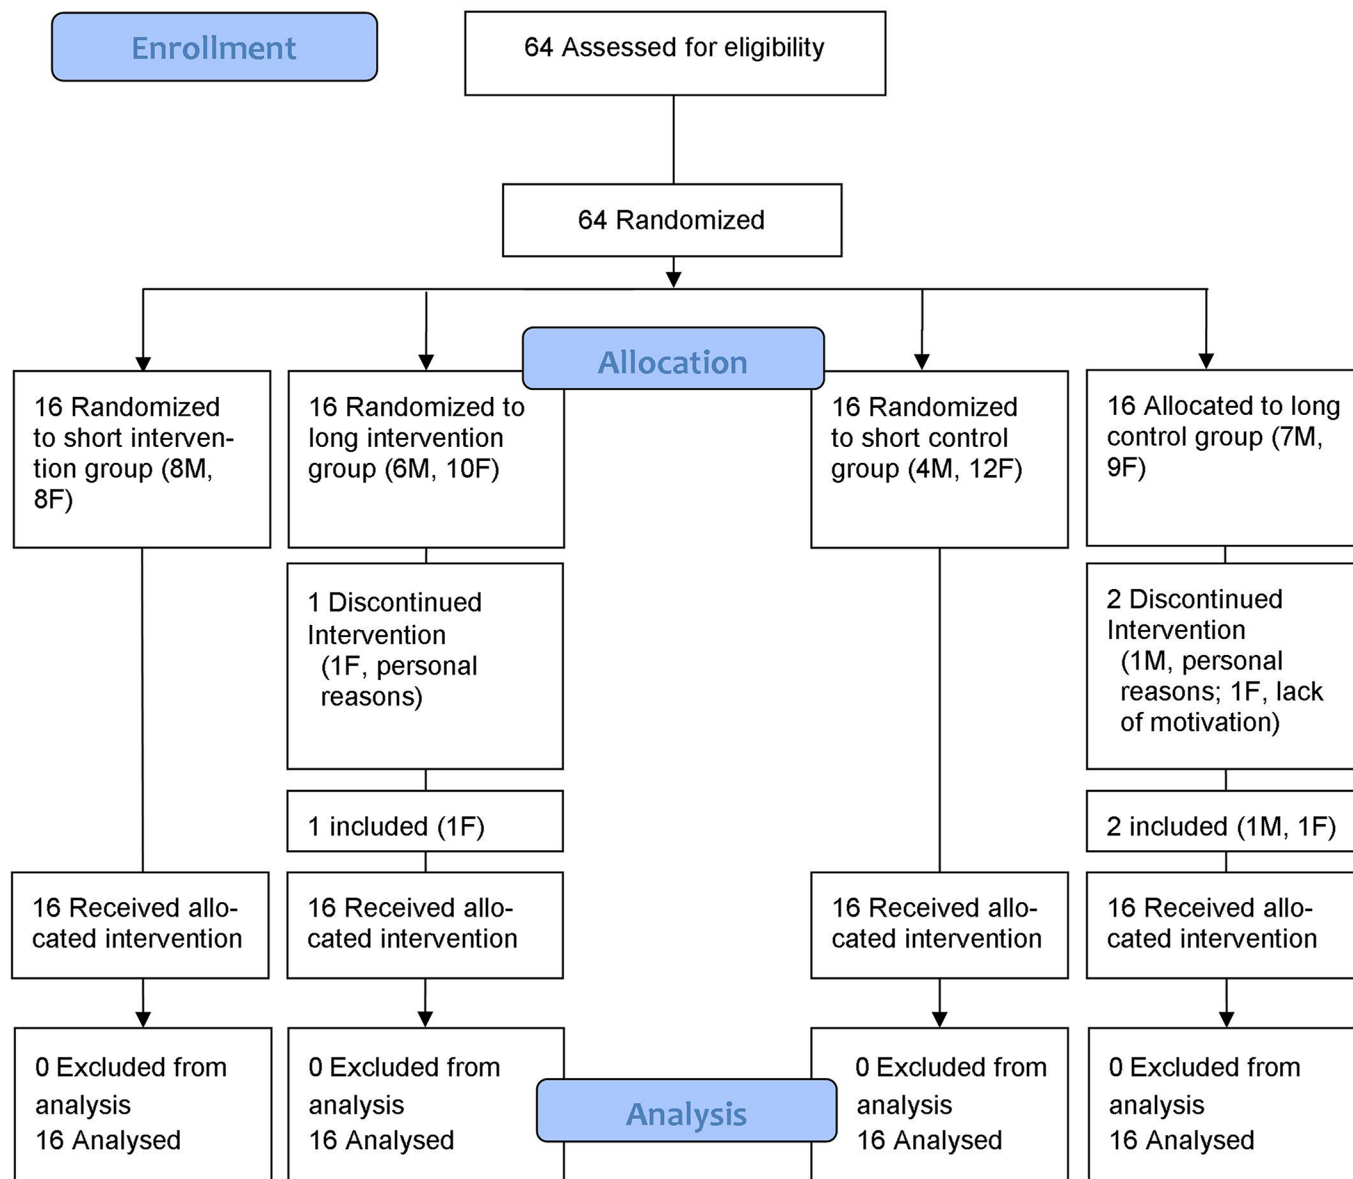 Enrollment
64 Assessed for eligibility
64 Randomized
Allocation
16 Randomized
to short interven-
tion group (8M,
8F)
16 Randomized to
long intervention
group (6M, 10F)
16 Randomized
to short control
group (4M, 12F)
16 Allocated to long
control group (7M,
9F)
1 Discontinued
Intervention
(1F, personal
reasons)
2 Discontinued
Intervention
(1M, personal
reasons; 1F, lack
of motivation)
1 included (1F)
2 included (1M, 1F)
16 Received allo-
cated intervention
16 Received allo-
cated intervention
16 Received allo-
cated intervention
16 Received allo-
cated intervention
Analysis
0 Excluded from
analysis
16 Analysed
0 Excluded from
analysis
16 Analysed
0 Excluded from
analysis
16 Analysed
0 Excluded from
analysis
16 Analysed